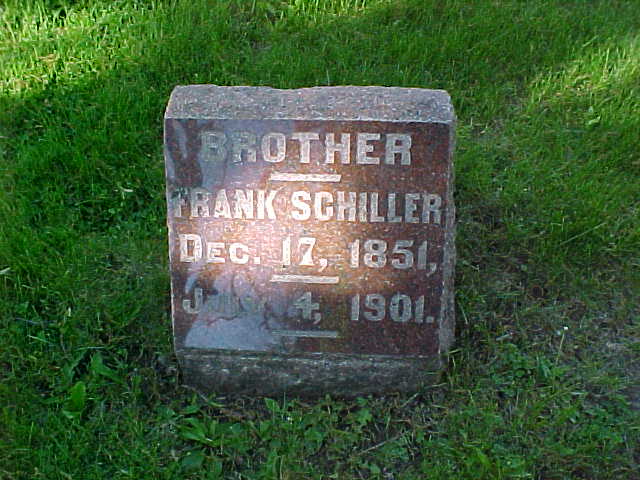 BROTHER
FRANK SCHILLER
DEC. 17, 1851,
4, 1901.